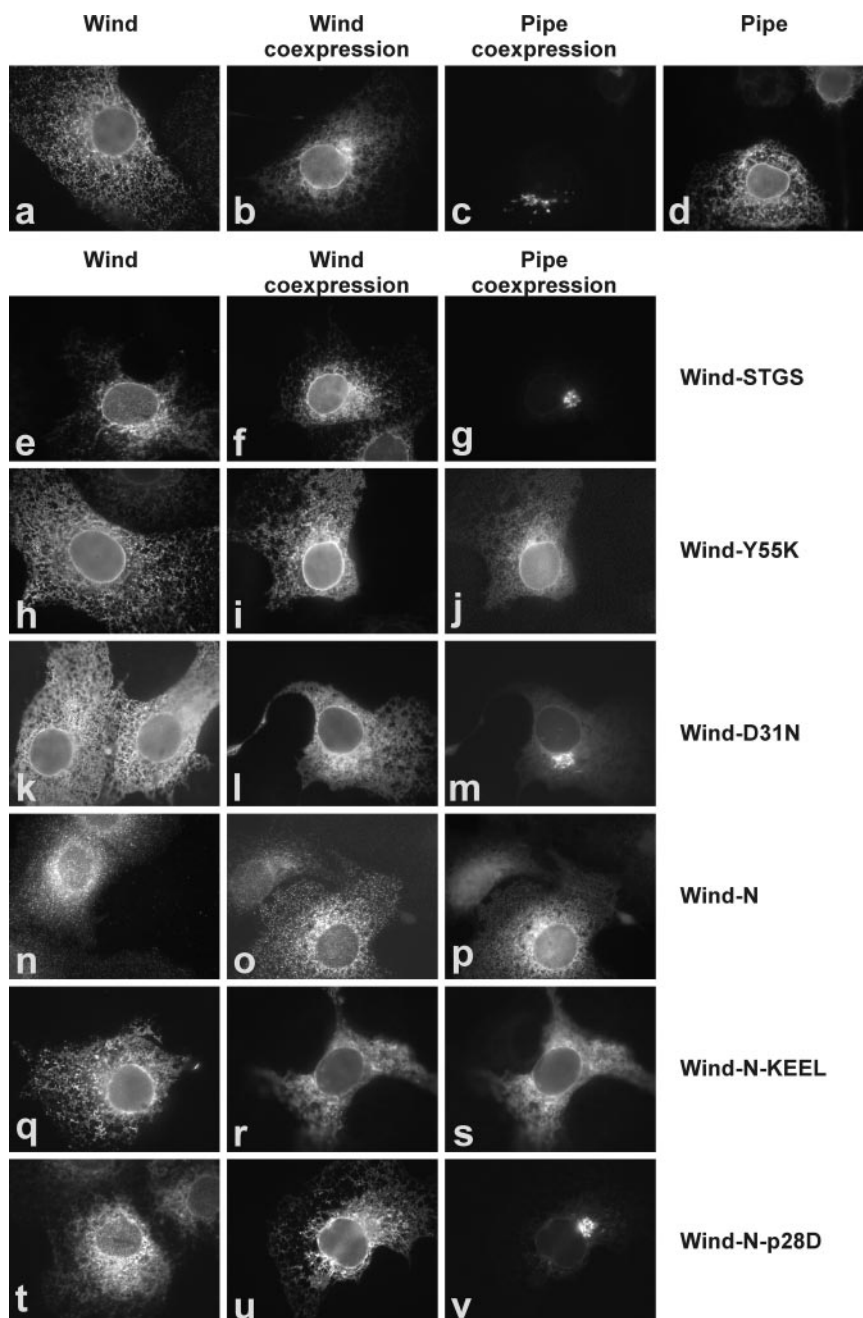 Wind
Wind
coexpression
Pipe
coexpression
Pipe
a
b
c
d
Wind
Wind
coexpression
Pipe
coexpression
e
f
g
Wind-STGS
h
i
j
Wind-Y55K
k
l
m
Wind-D31N
n
o
p
Wind-N
q
r
s
Wind-N-KEEL
t
u
v
Wind-N-p28D